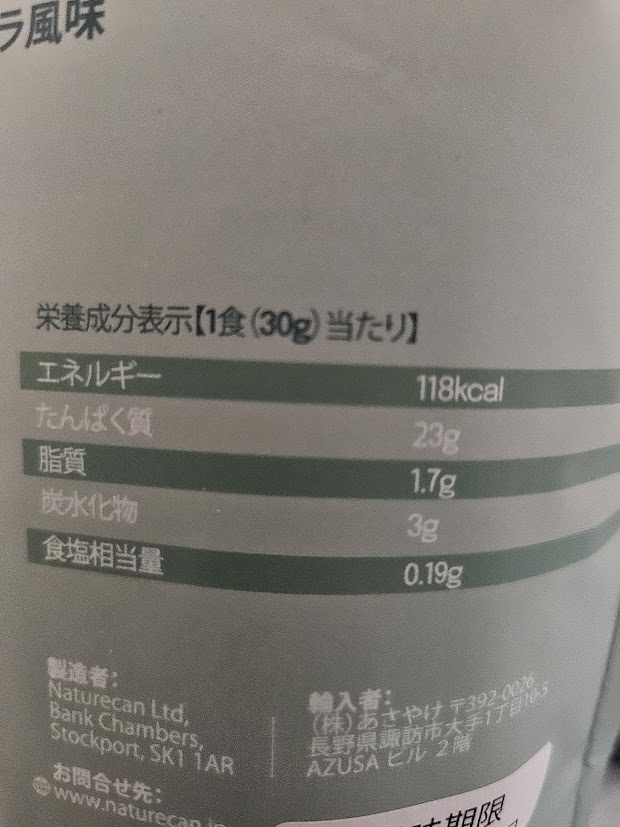 ラ風味
栄養成分表示【1食(30g)当たり】
エネルギー 118kcal
たんぱく質 23g
脂質 1.7g
炭水化物 3g
食塩相当量 0.19g
製造者:
Naturecan Ltd,
Bank Chambers,
Stockport, SK1 1AR
お問合せ先:
www.naturecan.jp
輸入者:
(株)あさやけ 〒392-0026
長野県諏訪市大手1丁目10-5
AZUSA ビル 2階
期限